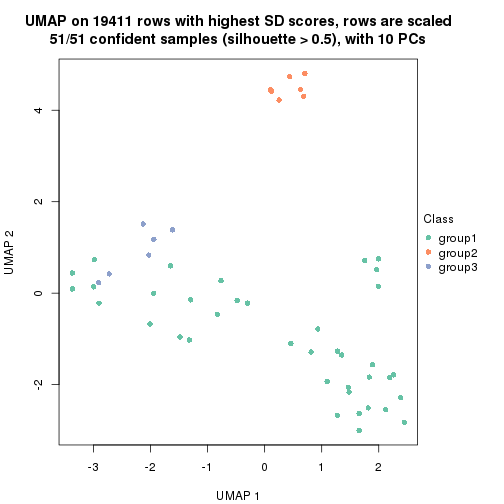 UMAP on 19411 rows with highest SD scores, rows are scaled
51/51 confident samples (silhouette > 0.5), with 10 PCs
4
2
0
-2
UMAP 2
-3
-2
-1
0
1
2
UMAP 1
Class
group1
group2
group3